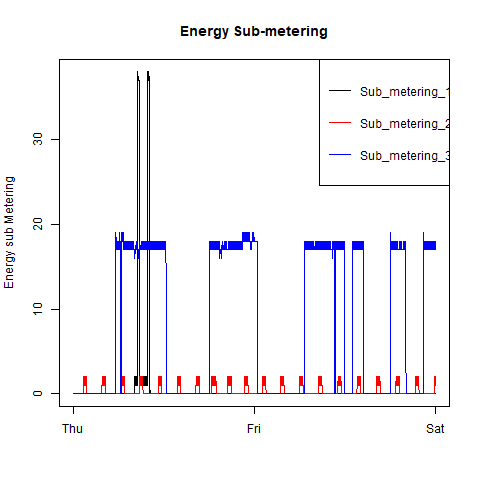 Energy Sub-metering
Sub_metering_1
Sub_metering_2
Sub_metering_3
Energy sub Metering
30
20
10
0
Thu
Fri
Sat